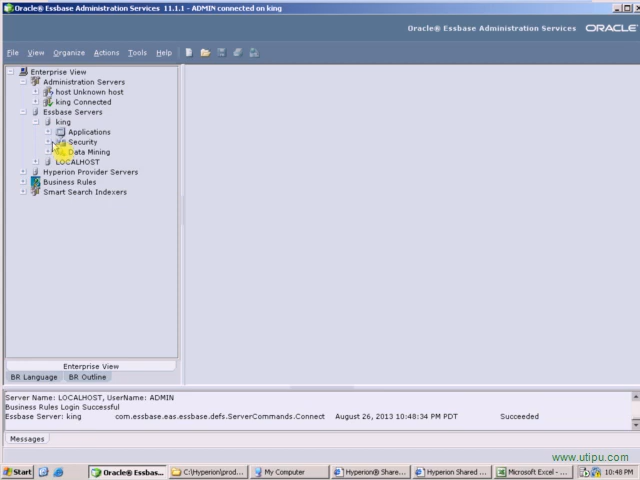 Oracle® Essbase Administration Services 11.1.1 - ADMIN connected on king
Oracle® Essbase Administration Services ORACLE
File View Organize Actions Tools Help
Enterprise View
Administration Servers
host Unknown host
king Connected
Essbase Servers
king
Applications
Security
Data Mining
LOCALHOST
Hyperion Provider Servers
Business Rules
Smart Search Indexers
Enterprise View
BR Language BR Outline
Server Name: LOCALHOST, UserName: ADMIN
Business Rules Login Successful
Essbase Server: king com.essbase.eas.essbase.defs.ServerCommands.Connect August 26, 2013 10:48:34 PM PDT Succeeded
Messages
www.utipu.com
Start Oracle® Essbas... C:\Hyperion\prod... My Computer Hyperion® Share... Hyperion Shared ... Microsoft Excel - ... 10:48 PM